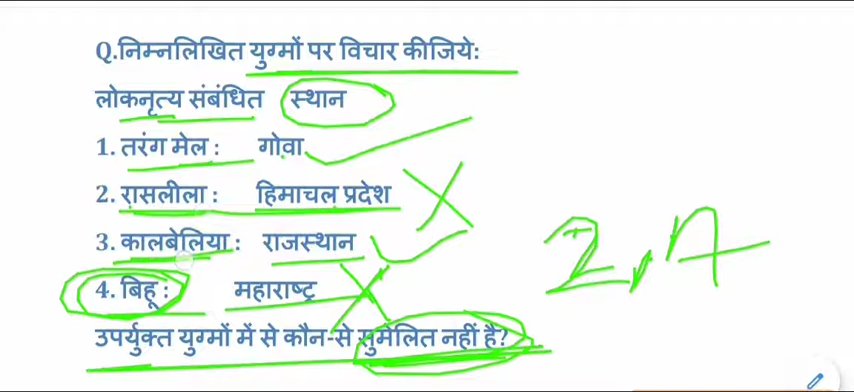 Q.निम्नलिखित युग्मों पर विचार कीजिये:
लोकनृत्य संबंधित स्थान
1. तरंग मेल : गोवा
2. रासलीला : हिमाचल प्रदेश
3. कालबेलिया : राजस्थान
2,4
4. बिहू : महाराष्ट्र
उपर्युक्त युग्मों में से कौन-से सुमेलित नहीं है?